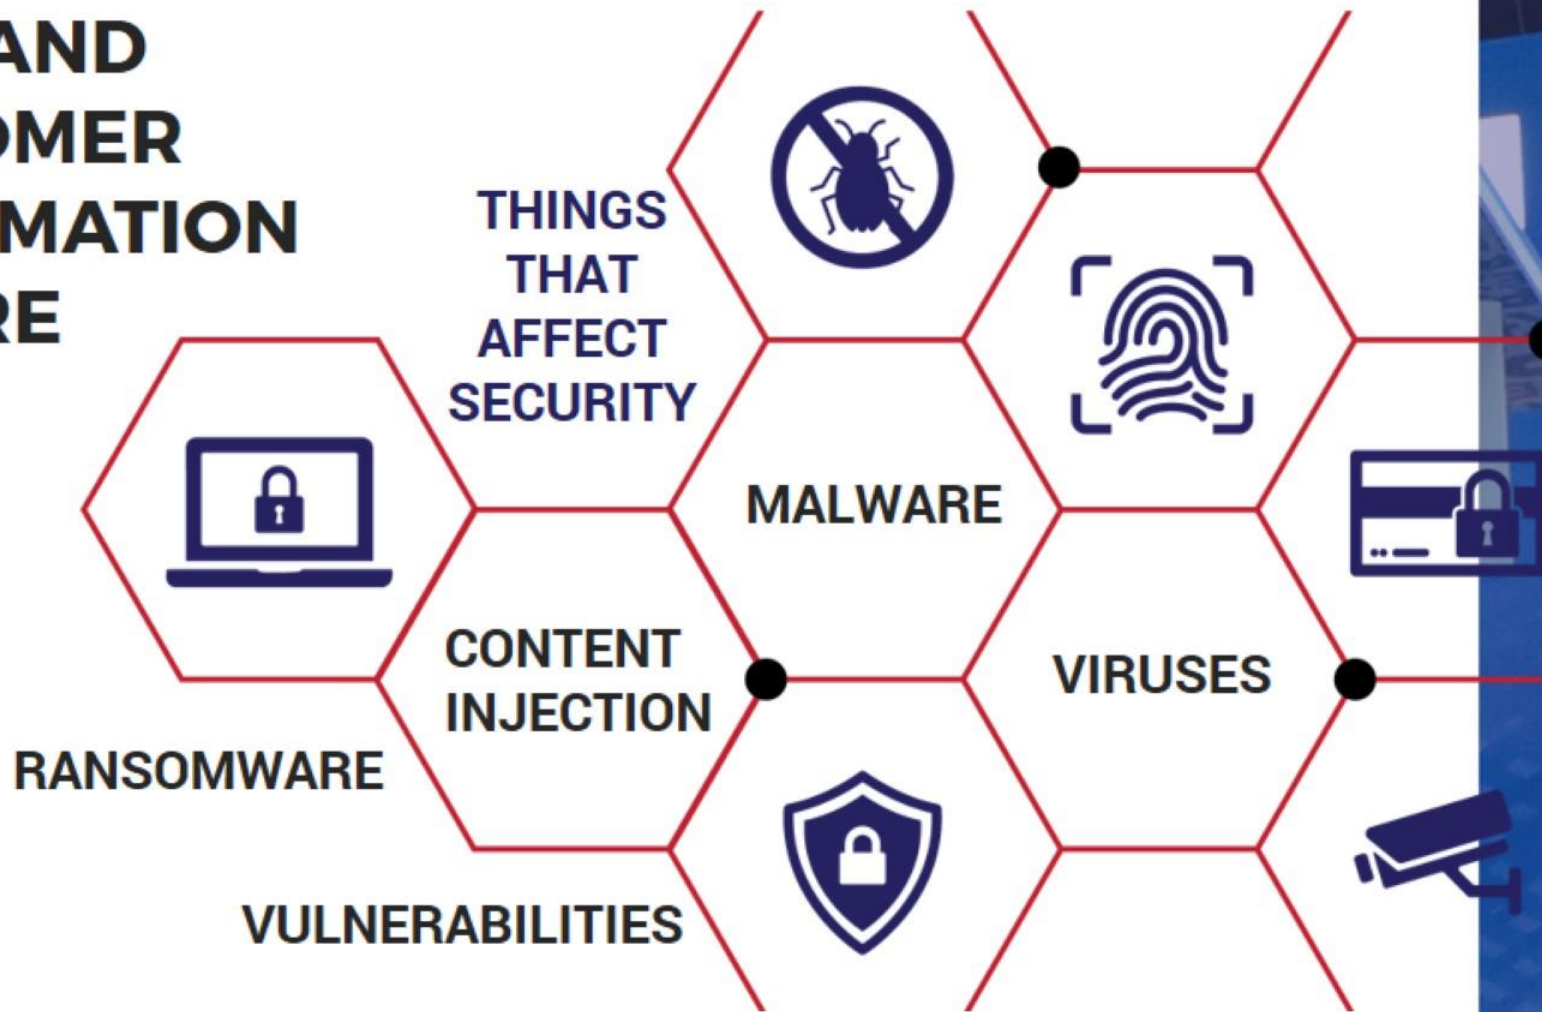 AND
OMER
MATION
RE
THINGS
THAT
AFFECT
SECURITY
MALWARE
CONTENT
INJECTION
VIRUSES
RANSOMWARE
VULNERABILITIES